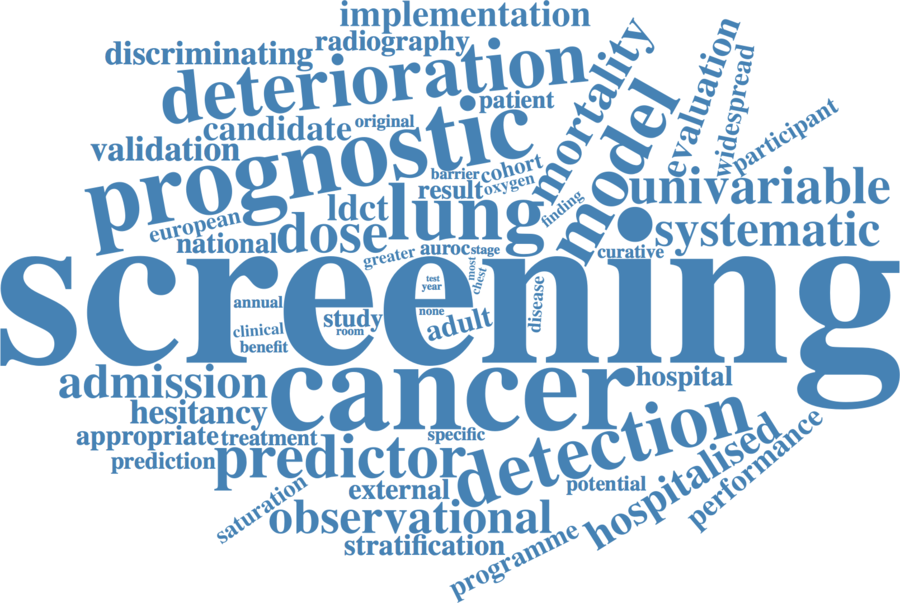 implementation
discriminating
radiography
deterioration
mortality
evaluation
widespread
patient
candidate
original
model
participant
validation
prognostic
barrier
cohort
result
oxygen
univariable
european
ldct
lung
finding
national
dose
systematic
greater
auroc
stage
curative
screening
most
chest
test
year
annual
disease
none
study
adult
clinical
room
benefit
admission
cancer
hospital
hesitancy
appropriate
treatment
specific
detection
prediction
predictor
hospitalised
performance
saturation
external
potential
observational
stratification
programme